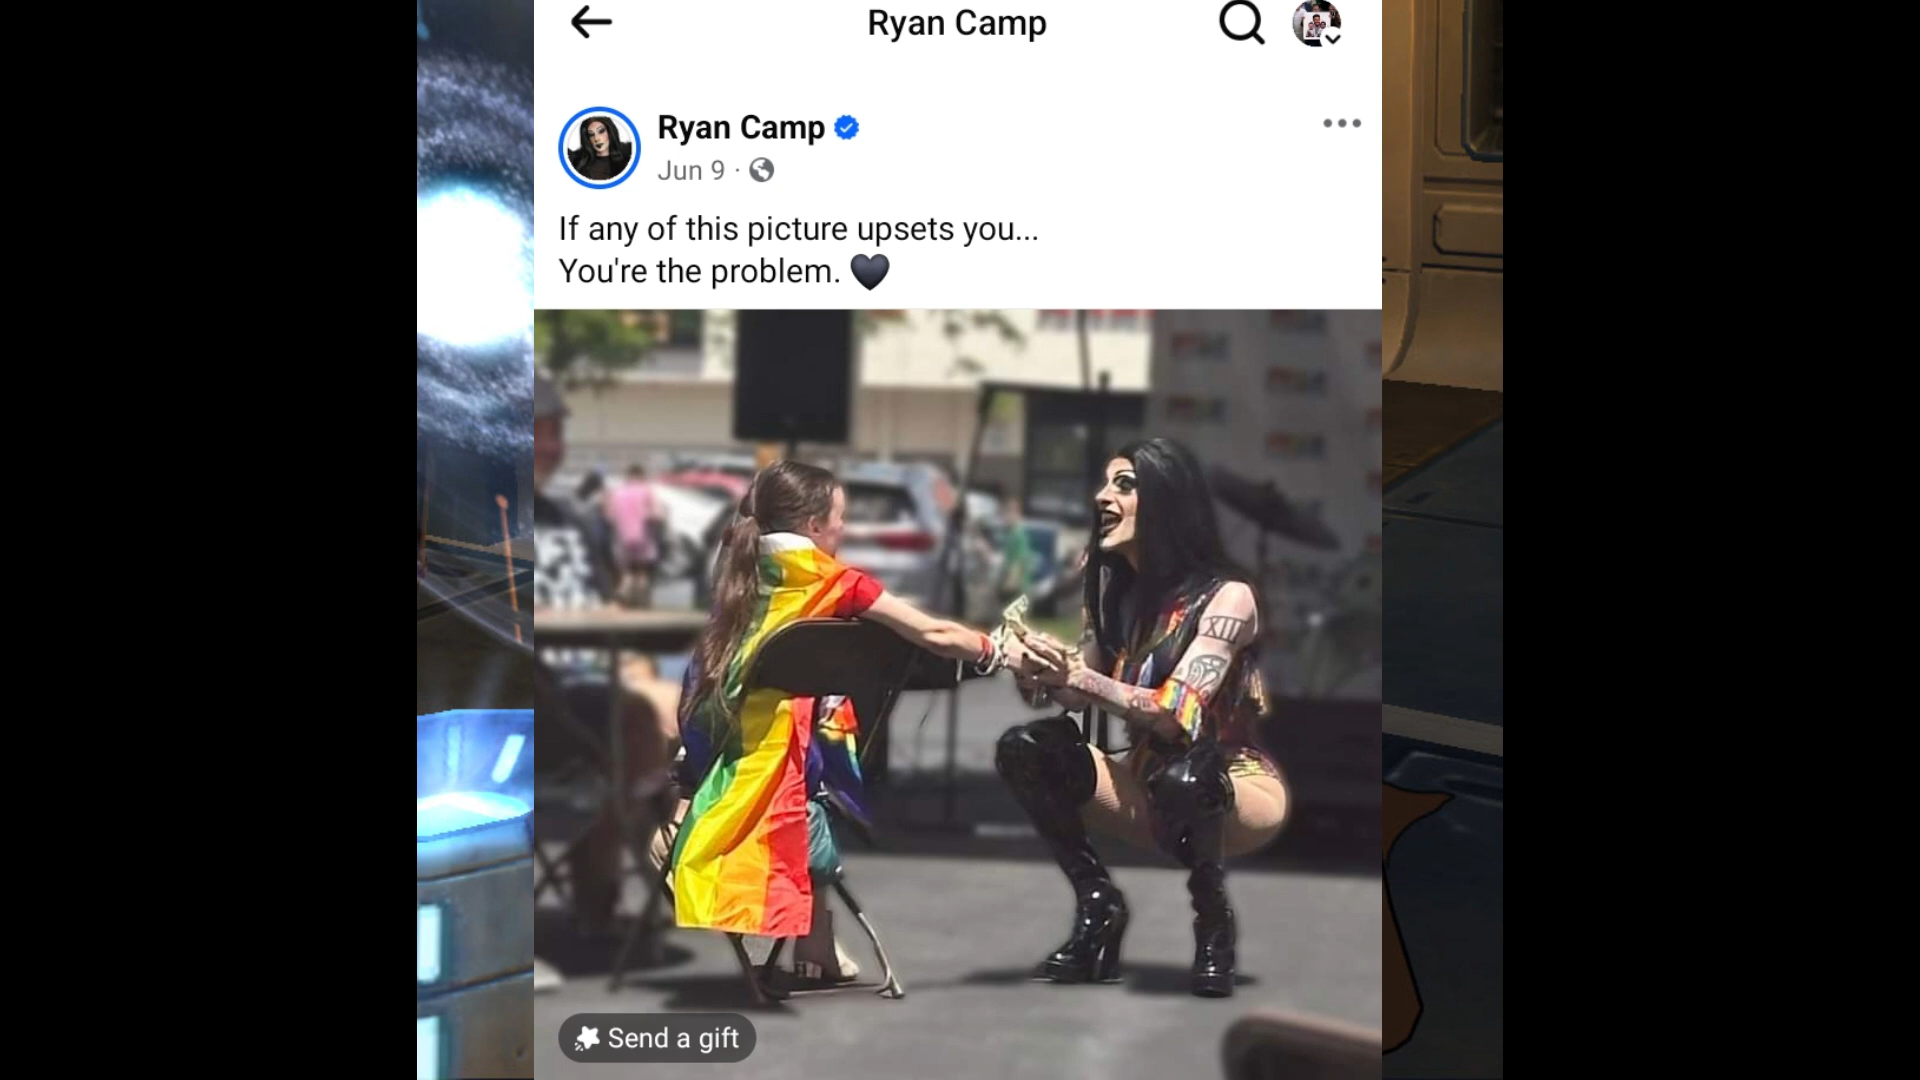 Ryan Camp
Ryan Camp
Jun 9 ·
If any of this picture upsets you...
You're the problem. 🖤
XII
Send a gift